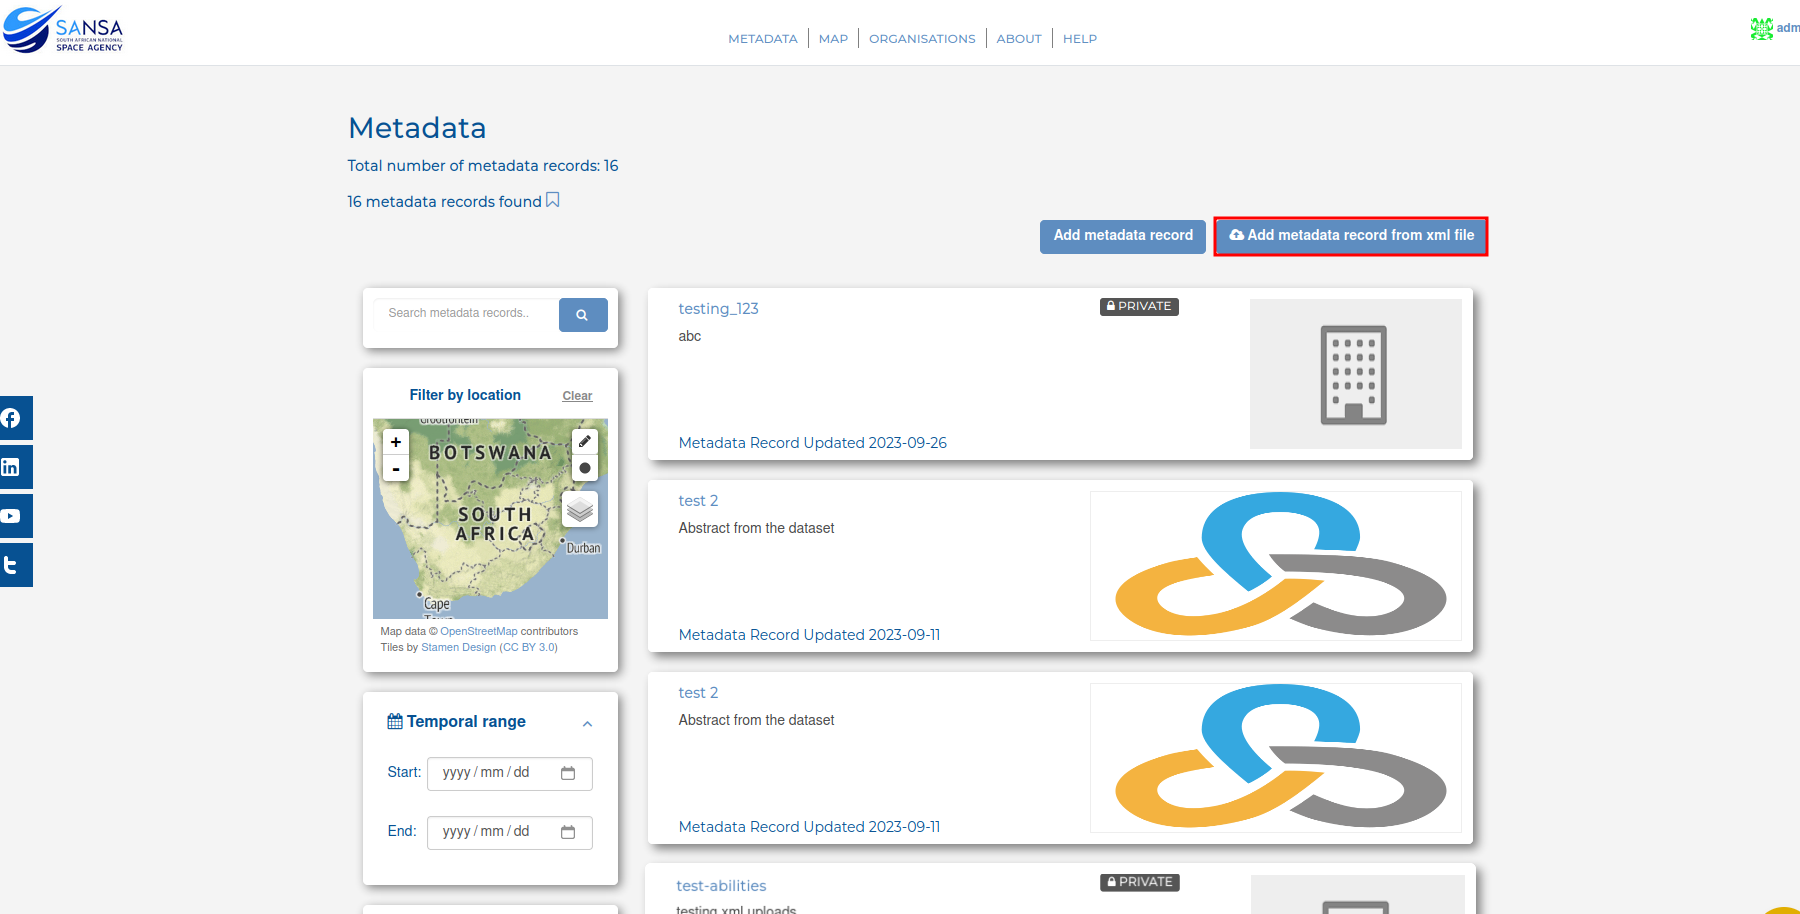 SANSA
SOUTH AFRICAN NATIONAL
SPACE AGENCY
METADATA
MAP
ORGANISATIONS
ABOUT
HELP
adm
Metadata
Total number of metadata records: 16
16 metadata records found
Add metadata record
Add metadata record from xml file
Search metadata records..
Filter by location
Clear
Grootfontein
+
-
BOTSWANA
SOUTH
AFRICA
Durban
Cape
Town
Map data © OpenStreetMap contributors
Tiles by Stamen Design (CC BY 3.0)
Temporal range
Start:
yyyy/mm/dd
End:
yyyy/mm/dd
testing_123
PRIVATE
abc
Metadata Record Updated 2023-09-26
test 2
Abstract from the dataset
Metadata Record Updated 2023-09-11
test 2
Abstract from the dataset
Metadata Record Updated 2023-09-11
test-abilities
PRIVATE
testing xml uploads